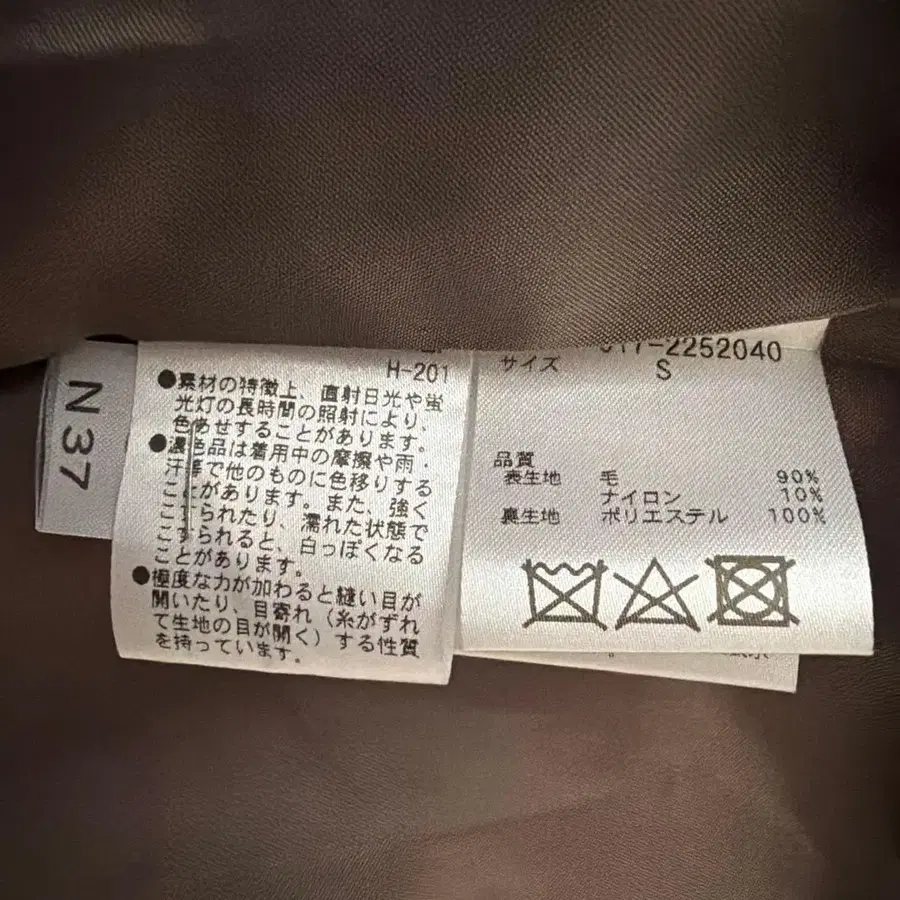 N 37
H-201
●素材の特徴上、直射日光や蛍
光灯の長時間の照射により、
色あせすることがあります。
●濃色品は着用中の摩擦や雨・
汗等で他のものに色移りする
ことがあります。また、強く
こすられたり、濡れた状態で
こすられると、白っぽくなる
ことがあります。
●極度な力が加わると縫い目が
開いたり、目寄れ（糸がずれ
て生地の目が開く）する性質
を持っています。
017-2252040
サイズ S
品質
表生地 毛 90%
ナイロン 10%
裏生地 ポリエステル 100%